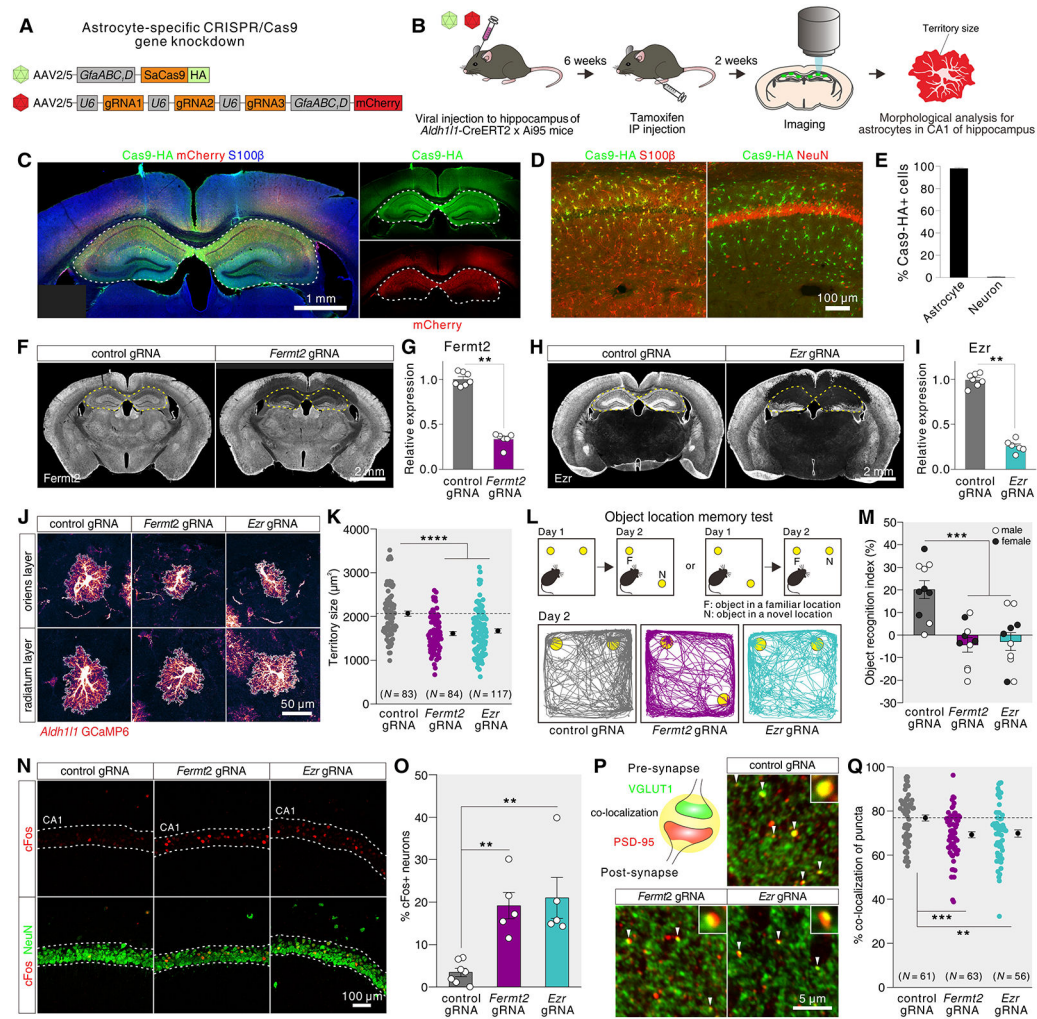 A
Astrocyte-specific CRISPR/Cas9
gene knockdown
AAV2/5 GfaABC₁D SaCas9 HA
AAV2/5 U6 gRNA1 U6 gRNA2 U6 gRNA3 GfaABC₁D mCherry
B
6 weeks
2 weeks
Territory size
Viral injection to hippocampus of
Aldh1l1-CreERT2 x Ai95 mice
Tamoxifen
IP injection
Imaging
Morphological analysis for
astrocytes in CA1 of hippocampus
C
Cas9-HA mCherry S100β
Cas9-HA
1 mm
mCherry
D
Cas9-HA S100β
Cas9-HA NeuN
100 µm
E
% Cas9-HA+ cells
100
80
60
40
20
0
Astrocyte
Neuron
F
control gRNA
Fermt2 gRNA
Fermt2
2 mm
G
Fermt2
**
Relative expression
1.0
0.5
0.0
control
gRNA
Fermt2
gRNA
H
control gRNA
Ezr gRNA
Ezr
2 mm
I
Ezr
**
Relative expression
1.0
0.5
0.0
control
gRNA
Ezr
gRNA
J
control gRNA
Fermt2 gRNA
Ezr gRNA
oriens layer
radiatum layer
50 µm
Aldh1l1 GCaMP6
K
****
Territory size (µm²)
4000
3000
2000
1000
0
(N = 83)
(N = 84)
(N = 117)
control
gRNA
Fermt2
gRNA
Ezr
gRNA
L
Object location memory test
Day 1
Day 2
Day 1
Day 2
F
N
or
F
N
F: object in a familiar location
N: object in a novel location
Day 2
control gRNA
Fermt2 gRNA
Ezr gRNA
M
***
male
female
Object recognition index (%)
50
40
30
20
10
0
-10
-20
-30
control
gRNA
Fermt2
gRNA
Ezr
gRNA
N
control gRNA
Fermt2 gRNA
Ezr gRNA
cFos
CA1
CA1
CA1
cFos NeuN
100 µm
O
% cFos+ neurons
50
40
30
20
10
0
**
**
control
gRNA
Fermt2
gRNA
Ezr
gRNA
P
Pre-synapse
VGLUT1
co-localization
PSD-95
Post-synapse
control gRNA
Fermt2 gRNA
Ezr gRNA
5 µm
Q
% co-localization of puncta
100
80
60
40
20
0
***
**
(N = 61)
(N = 63)
(N = 56)
control
gRNA
Fermt2
gRNA
Ezr
gRNA